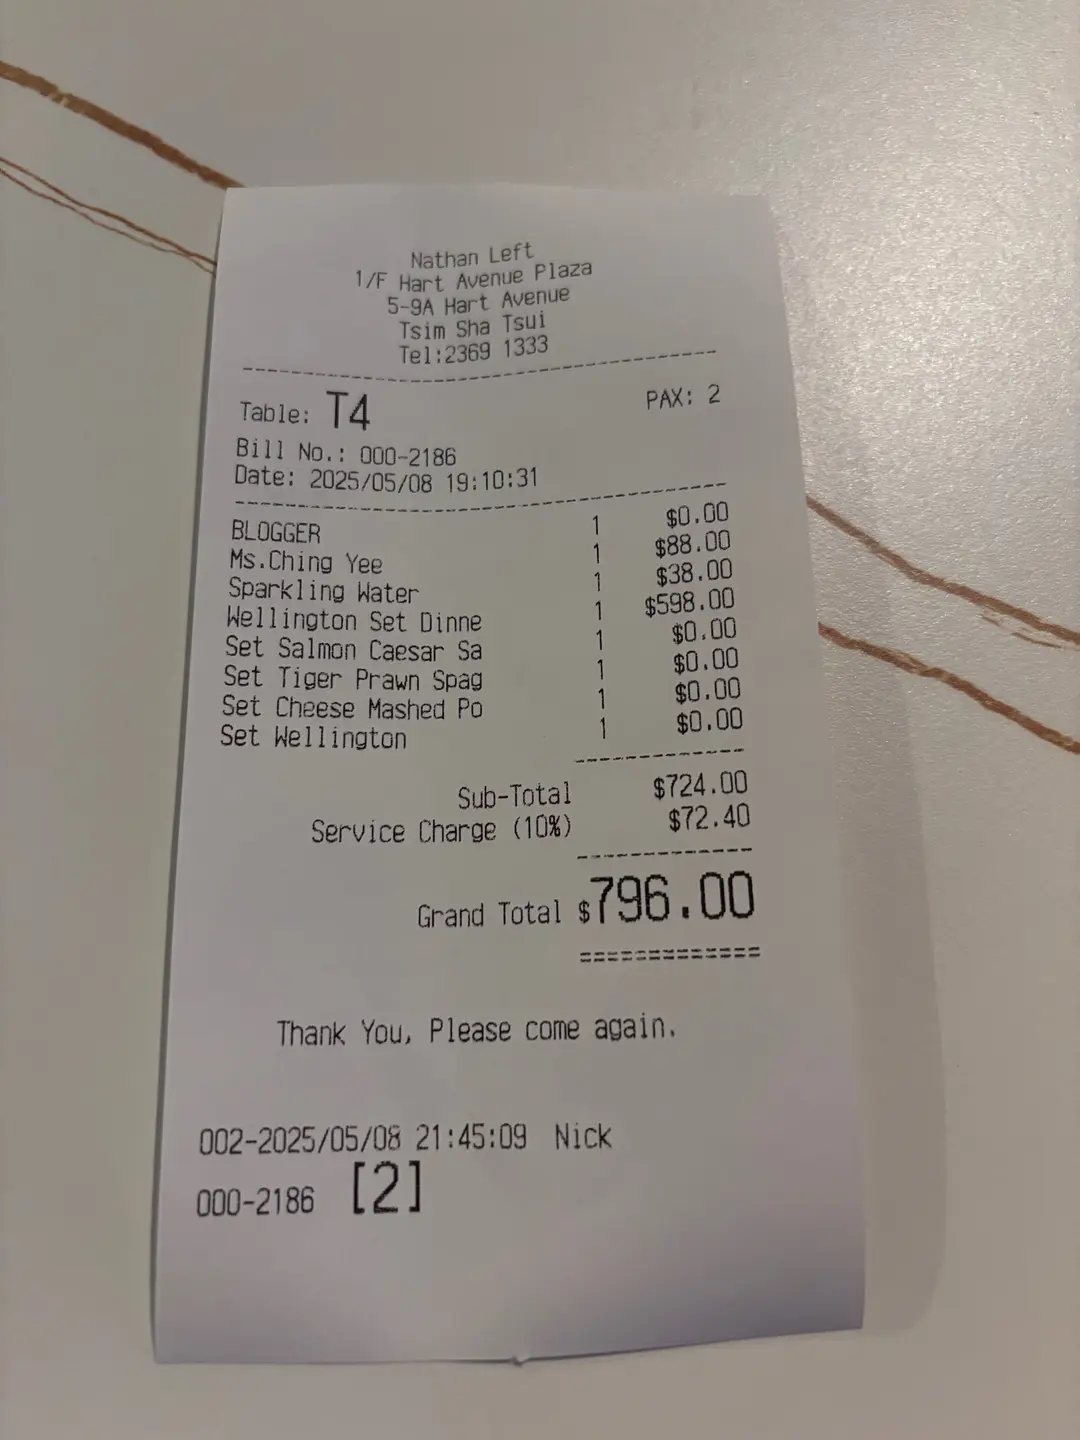 Nathan Left
1/F Hart Avenue Plaza
5-9A Hart Avenue
Tsim Sha Tsui
Tel:2369 1333
Table: T4 PAX: 2
Bill No.: 000-2186
Date: 2025/05/08 19:10:31
BLOGGER 1 $0.00
Ms.Ching Yee 1 $88.00
Sparkling Water 1 $38.00
Wellington Set Dinne 1 $598.00
Set Salmon Caesar Sa 1 $0.00
Set Tiger Prawn Spag 1 $0.00
Set Cheese Mashed Po 1 $0.00
Set Wellington 1 $0.00
Sub-Total $724.00
Service Charge (10%) $72.40
Grand Total $796.00
Thank You, Please come again.
002-2025/05/08 21:45:09 Nick
000-2186 [2]